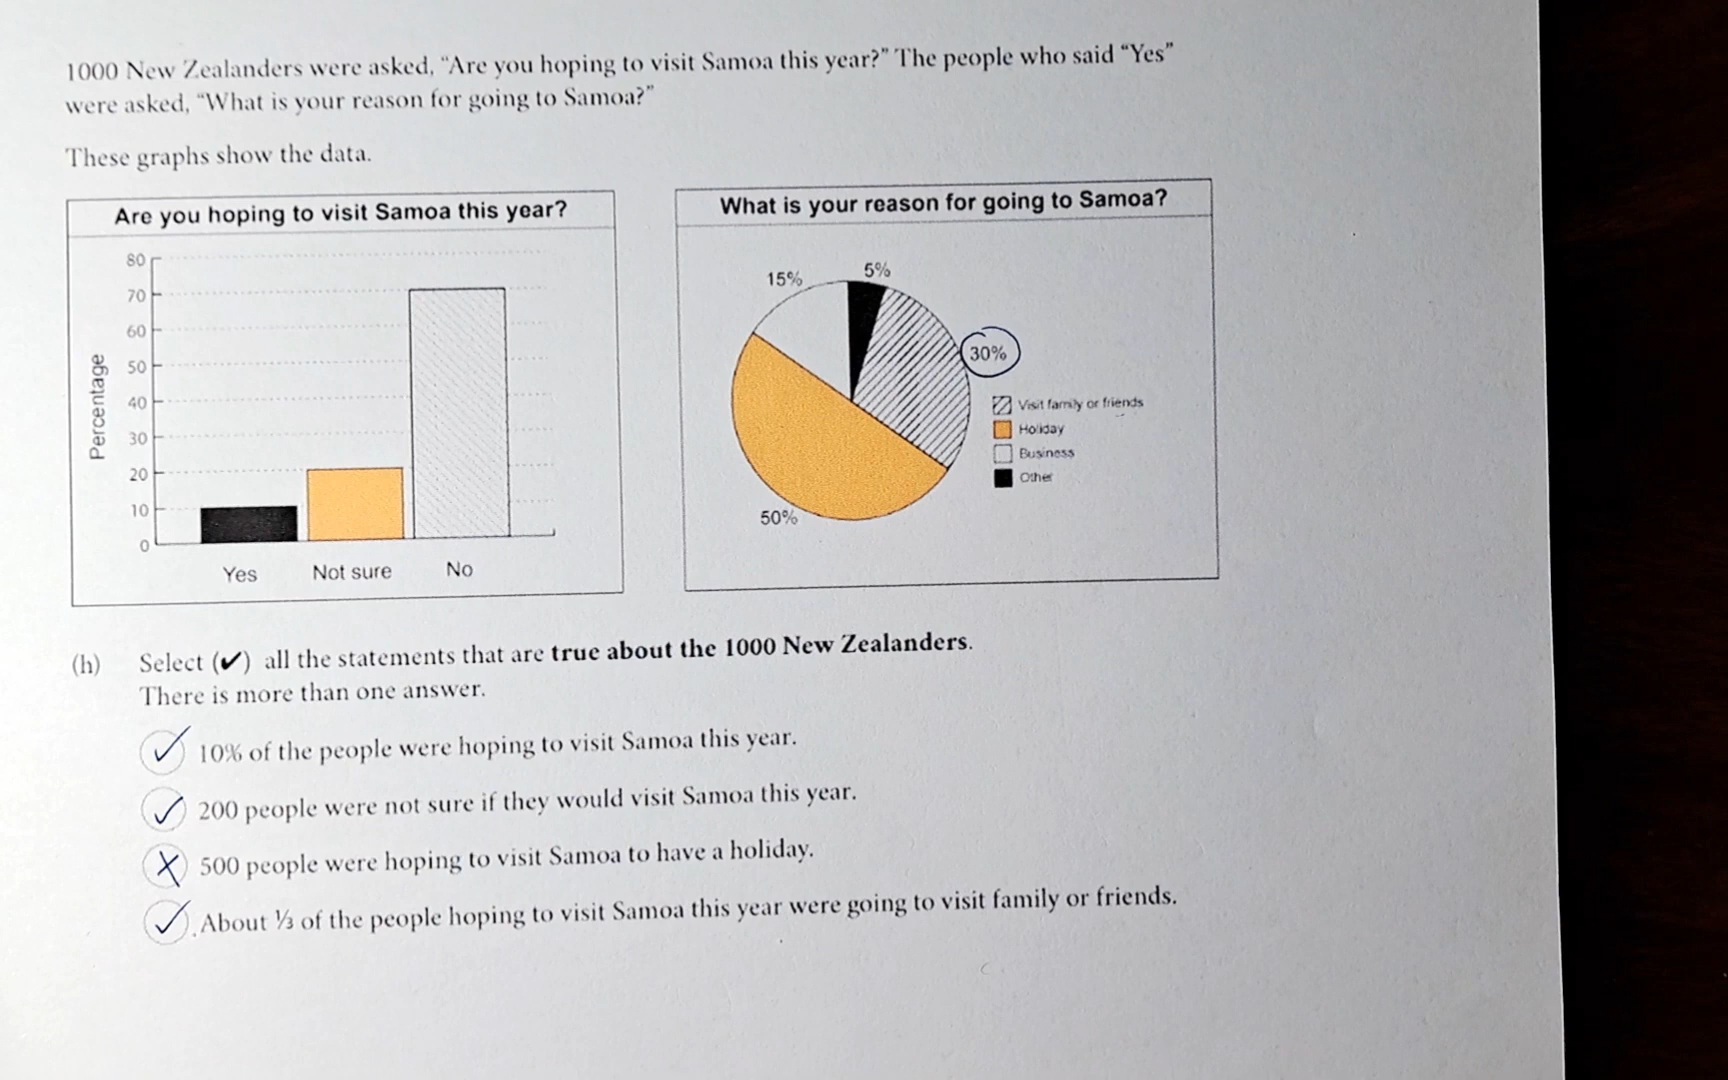 1000 New Zealanders were asked, “Are you hoping to visit Samoa this year?” The people who said “Yes”
were asked, “What is your reason for going to Samoa?”
These graphs show the data.
Are you hoping to visit Samoa this year?
80
70
60
50
40
30
20
10
0
Percentage
Yes
Not sure
No
What is your reason for going to Samoa?
15%
5%
30%
50%
Visit family or friends
Holiday
Business
Other
(h) Select (✔) all the statements that are true about the 1000 New Zealanders.
There is more than one answer.
✓ 10% of the people were hoping to visit Samoa this year.
✓ 200 people were not sure if they would visit Samoa this year.
X 500 people were hoping to visit Samoa to have a holiday.
✓ About ⅓ of the people hoping to visit Samoa this year were going to visit family or friends.